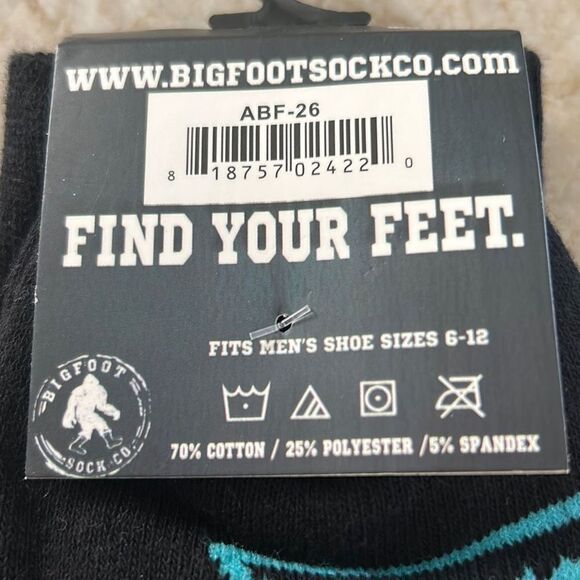 WWW.BIGFOOTSOCKCO.COM
ABF-26
8 18757 02422 0
FIND YOUR FEET.
FITS MEN'S SHOE SIZES 6-12
BIGFOOT
SOCK CO.
70% COTTON / 25% POLYESTER /5% SPANDEX